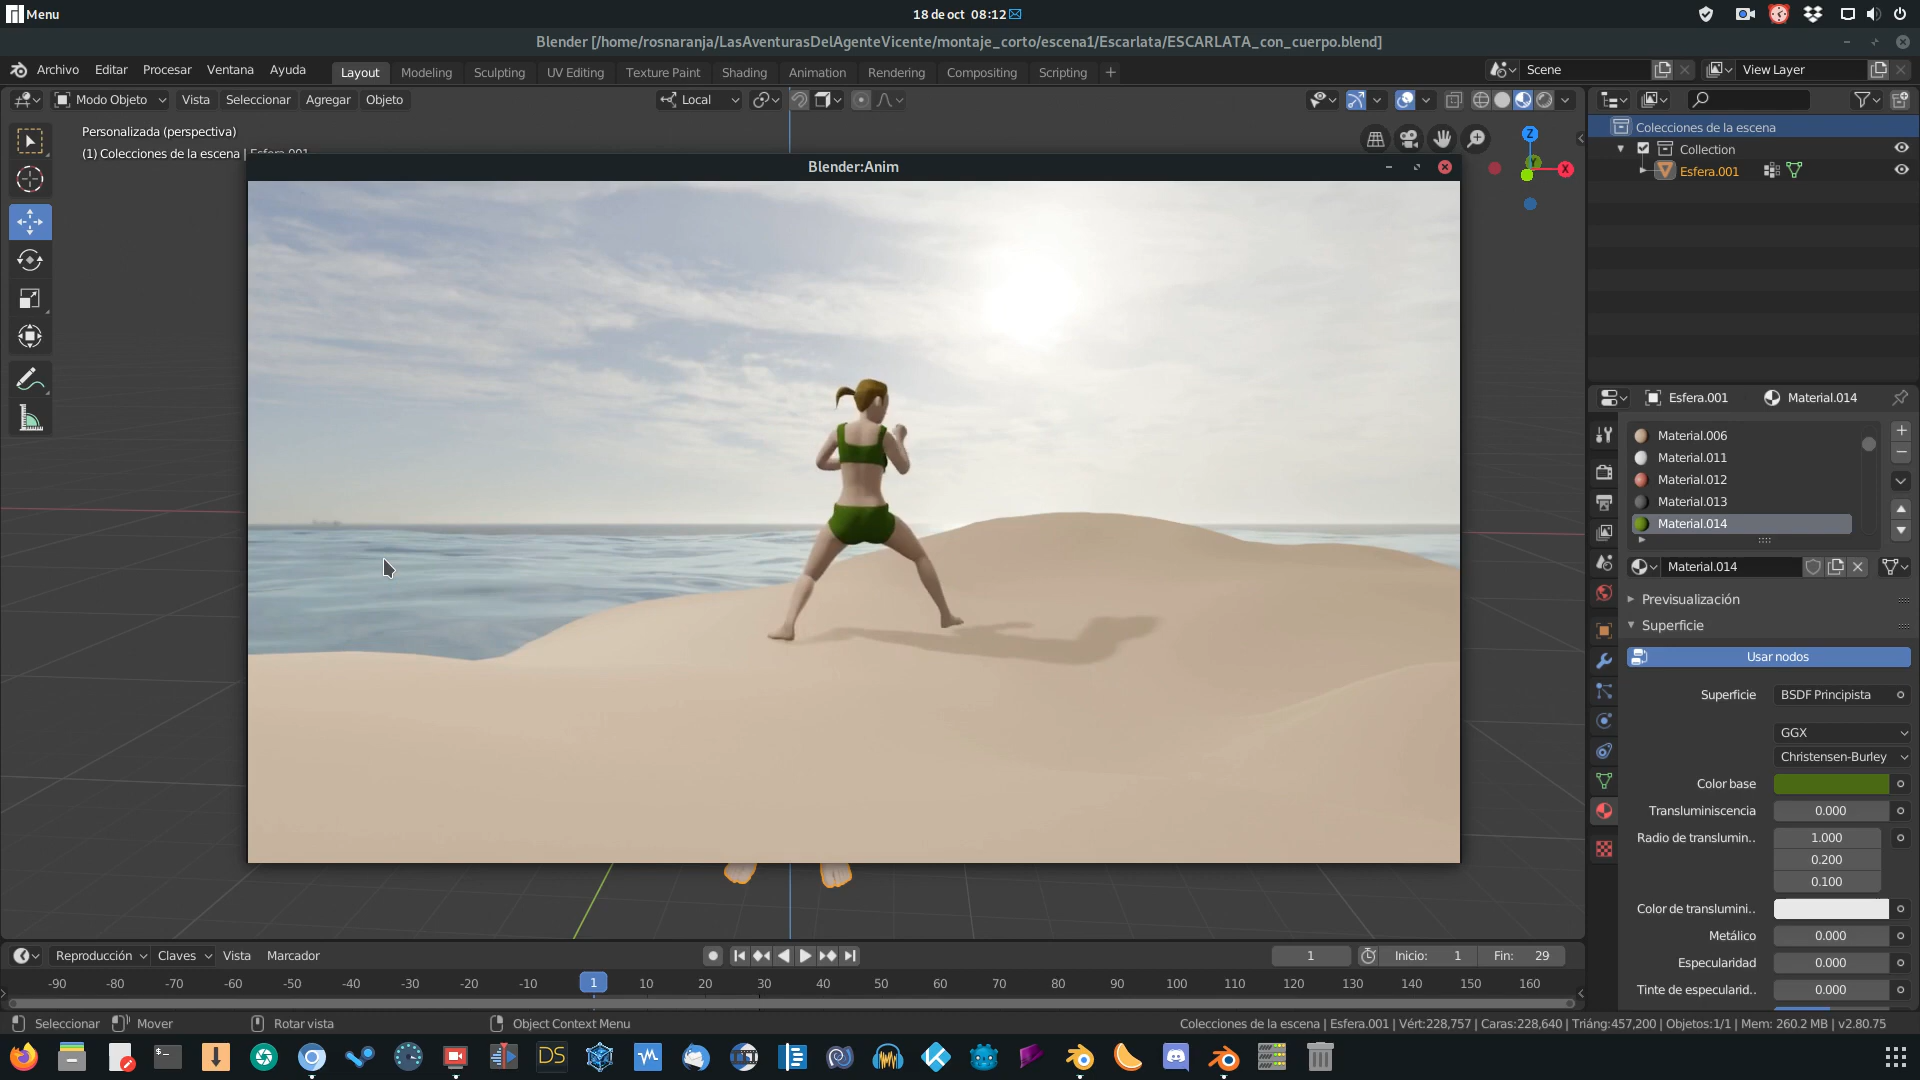 Menu
18 de oct 08:12
Blender [/home/rosnaranja/LasAventurasDelAgenteVicente/montaje_corto/escena1/Escarlata/ESCARLATA_con_cuerpo.blend]
Archivo Editar Procesar Ventana Ayuda Layout Modeling Sculpting UV Editing Texture Paint Shading Animation Rendering Compositing Scripting + Scene View Layer
Modo Objeto Vista Seleccionar Agregar Objeto Local
Personalizada (perspectiva)
(1) Colecciones de la escena | Esfera.001
Blender:Anim
Z
Y
X
Colecciones de la escena
Collection
Esfera.001
Esfera.001 Material.014
Material.006
Material.011
Material.012
Material.013
Material.014
Material.014
Previsualización
Superficie
Usar nodos
Superficie BSDF Principista
GGX
Christensen-Burley
Color base
Transluminiscencia 0.000
Radio de translumin.. 1.000
0.200
0.100
Color de translumini..
Metálico 0.000
Especularidad 0.000
Tinte de especularid.. 0.000
Reproducción Claves Vista Marcador 1 Inicio: 1 Fin: 29
-90 -80 -70 -60 -50 -40 -30 -20 -10 1 10 20 30 40 50 60 70 80 90 100 110 120 130 140 150 160
Seleccionar Mover Rotar vista Object Context Menu Colecciones de la escena | Esfera.001 | Vért:228,757 | Caras:228,640 | Triáng:457,200 | Objetos:1/1 | Mem: 260.2 MB | v2.80.75
DS